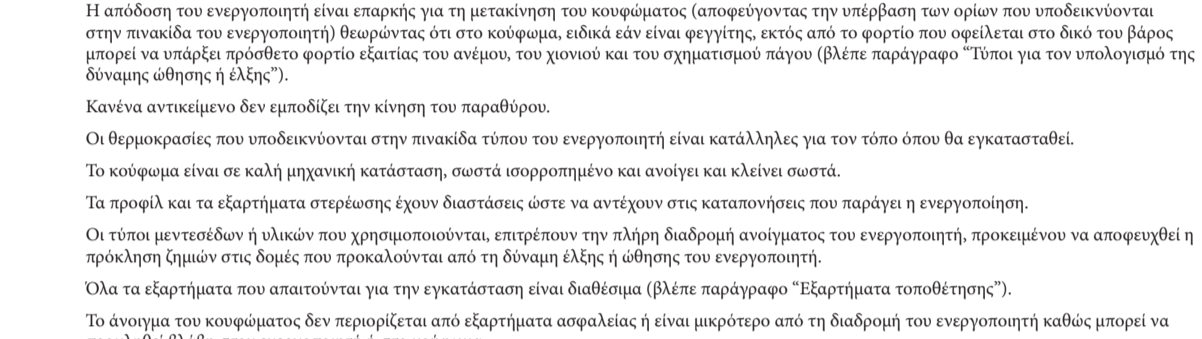 Η απόδοση του ενεργοποιητή είναι επαρκής για τη μετακίνηση του κουφώματος (αποφεύγοντας την υπέρβαση των ορίων που υποδεικνύονται
στην πινακίδα του ενεργοποιητή) θεωρώντας ότι στο κούφωμα, ειδικά εάν είναι φεγγίτης, εκτός από το φορτίο που οφείλεται στο δικό του βάρος
μπορεί να υπάρξει πρόσθετο φορτίο εξαιτίας του ανέμου, του χιονιού και του σχηματισμού πάγου (βλέπε παράγραφο “Τύποι για τον υπολογισμό της
δύναμης ώθησης ή έλξης”).
Κανένα αντικείμενο δεν εμποδίζει την κίνηση του παραθύρου.
Οι θερμοκρασίες που υποδεικνύονται στην πινακίδα τύπου του ενεργοποιητή είναι κατάλληλες για τον τόπο όπου θα εγκατασταθεί.
Το κούφωμα είναι σε καλή μηχανική κατάσταση, σωστά ισορροπημένο και ανοίγει και κλείνει σωστά.
Τα προφίλ και τα εξαρτήματα στερέωσης έχουν διαστάσεις ώστε να αντέχουν στις καταπονήσεις που παράγει η ενεργοποίηση.
Οι τύποι μεντεσέδων ή υλικών που χρησιμοποιούνται, επιτρέπουν την πλήρη διαδρομή ανοίγματος του ενεργοποιητή, προκειμένου να αποφευχθεί η
πρόκληση ζημιών στις δομές που προκαλούνται από τη δύναμη έλξης ή ώθησης του ενεργοποιητή.
Όλα τα εξαρτήματα που απαιτούνται για την εγκατάσταση είναι διαθέσιμα (βλέπε παράγραφο “Εξαρτήματα τοποθέτησης”).
Το άνοιγμα του κουφώματος δεν περιορίζεται από εξαρτήματα ασφαλείας ή είναι μικρότερο από τη διαδρομή του ενεργοποιητή καθώς μπορεί να